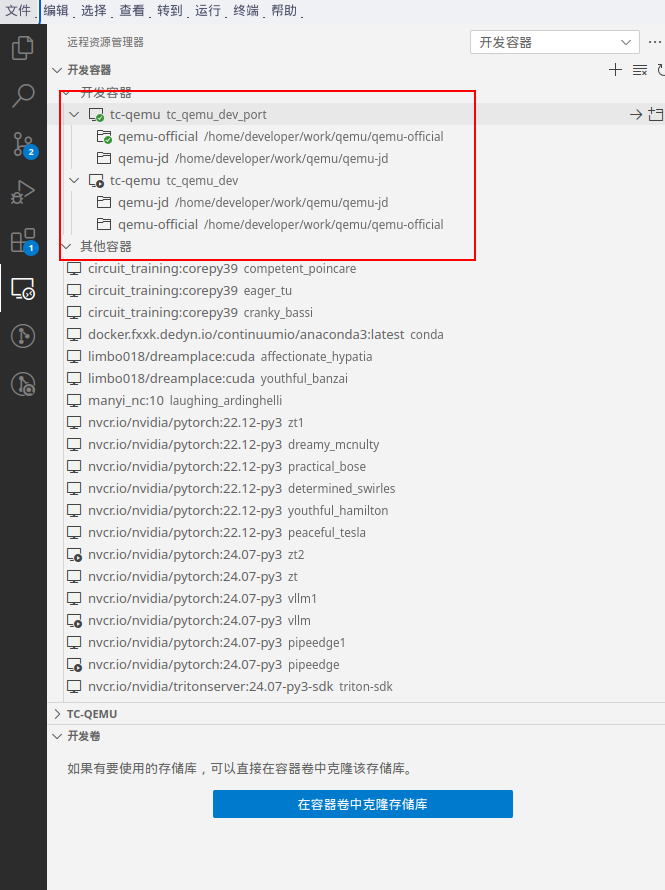 文件 编辑 选择 查看 转到 运行 终端 帮助
远程资源管理器 开发容器
开发容器
开发容器
tc-qemu tc_qemu_dev_port
qemu-official /home/developer/work/qemu/qemu-official
qemu-jd /home/developer/work/qemu/qemu-jd
tc-qemu tc_qemu_dev
qemu-jd /home/developer/work/qemu/qemu-jd
qemu-official /home/developer/work/qemu/qemu-official
其他容器
circuit_training:corepy39 competent_poincare
circuit_training:corepy39 eager_tu
circuit_training:corepy39 cranky_bassi
docker.fxxk.dedyn.io/continuumio/anaconda3:latest conda
limbo018/dreamplace:cuda affectionate_hypatia
limbo018/dreamplace:cuda youthful_banzai
manyi_nc:10 laughing_ardinghelli
nvcr.io/nvidia/pytorch:22.12-py3 zt1
nvcr.io/nvidia/pytorch:22.12-py3 dreamy_mcnulty
nvcr.io/nvidia/pytorch:22.12-py3 practical_bose
nvcr.io/nvidia/pytorch:22.12-py3 determined_swirles
nvcr.io/nvidia/pytorch:22.12-py3 youthful_hamilton
nvcr.io/nvidia/pytorch:22.12-py3 peaceful_tesla
nvcr.io/nvidia/pytorch:24.07-py3 zt2
nvcr.io/nvidia/pytorch:24.07-py3 zt
nvcr.io/nvidia/pytorch:24.07-py3 vllm1
nvcr.io/nvidia/pytorch:24.07-py3 vllm
nvcr.io/nvidia/pytorch:24.07-py3 pipeedge1
nvcr.io/nvidia/pytorch:24.07-py3 pipeedge
nvcr.io/nvidia/tritonserver:24.07-py3-sdk triton-sdk
TC-QEMU
开发卷
如果有要使用的存储库，可以直接在容器卷中克隆该存储库。
在容器卷中克隆存储库
2
1